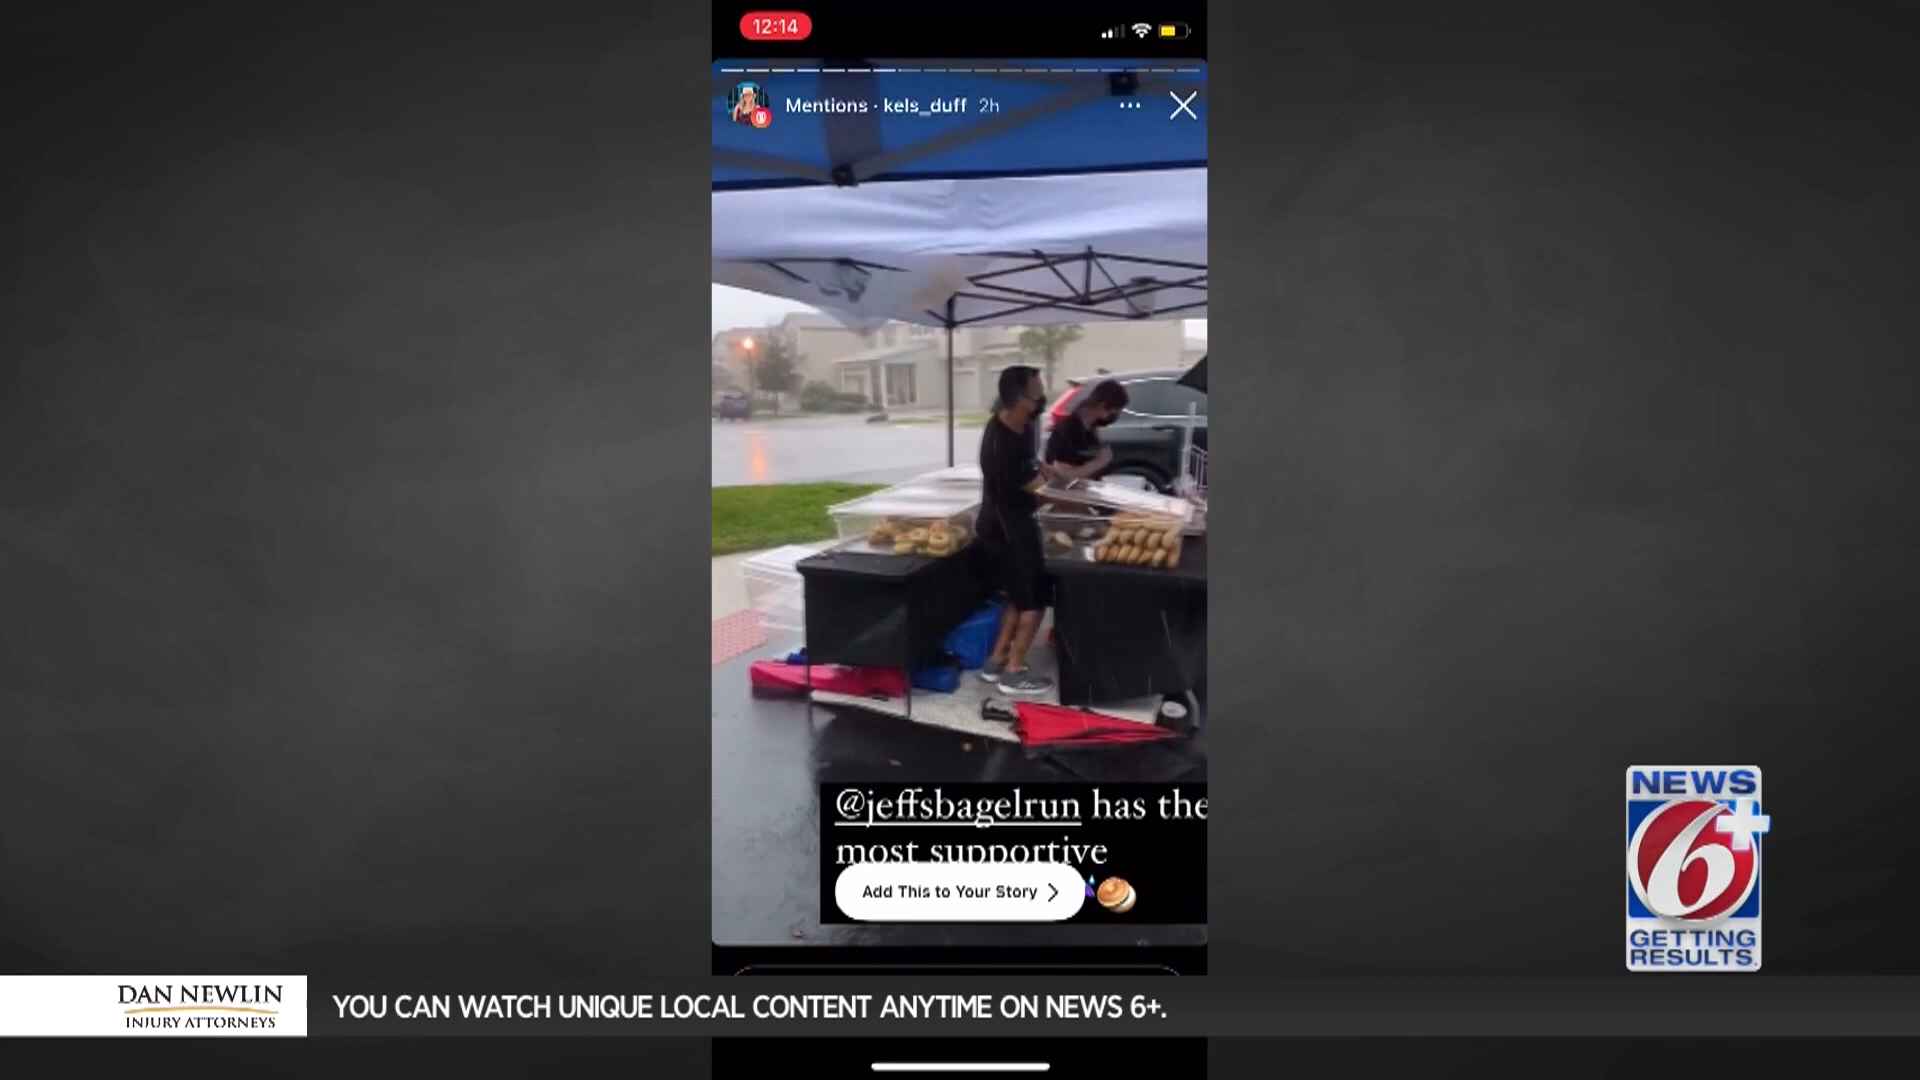 12:14
Mentions · kels_duff 2h
@jeffsbagelrun has the
most supportive
Add This to Your Story
NEWS
6+
GETTING
RESULTS.
DAN NEWLIN
INJURY ATTORNEYS
YOU CAN WATCH UNIQUE LOCAL CONTENT ANYTIME ON NEWS 6+.